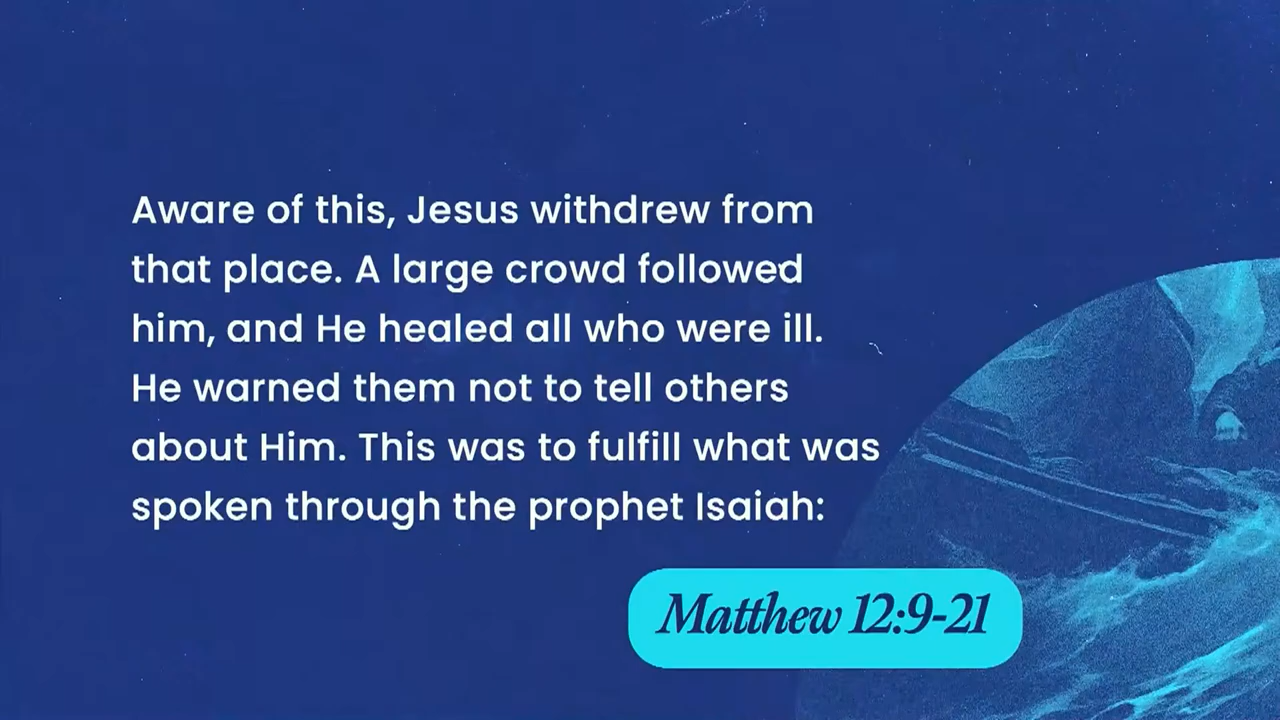 Aware of this, Jesus withdrew from
that place. A large crowd followed
him, and He healed all who were ill.
He warned them not to tell others
about Him. This was to fulfill what was
spoken through the prophet Isaiah:
Matthew 12:9-21